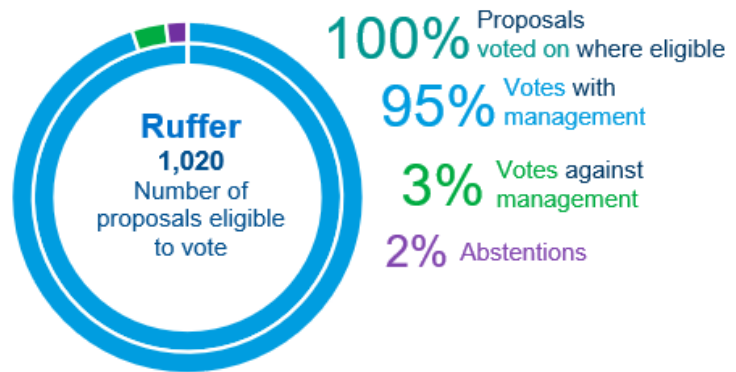 Ruffer
1,020
Number of
proposals eligible
to vote
100% Proposals
voted on where eligible
95% Votes with
management
3% Votes against
management
2% Abstentions